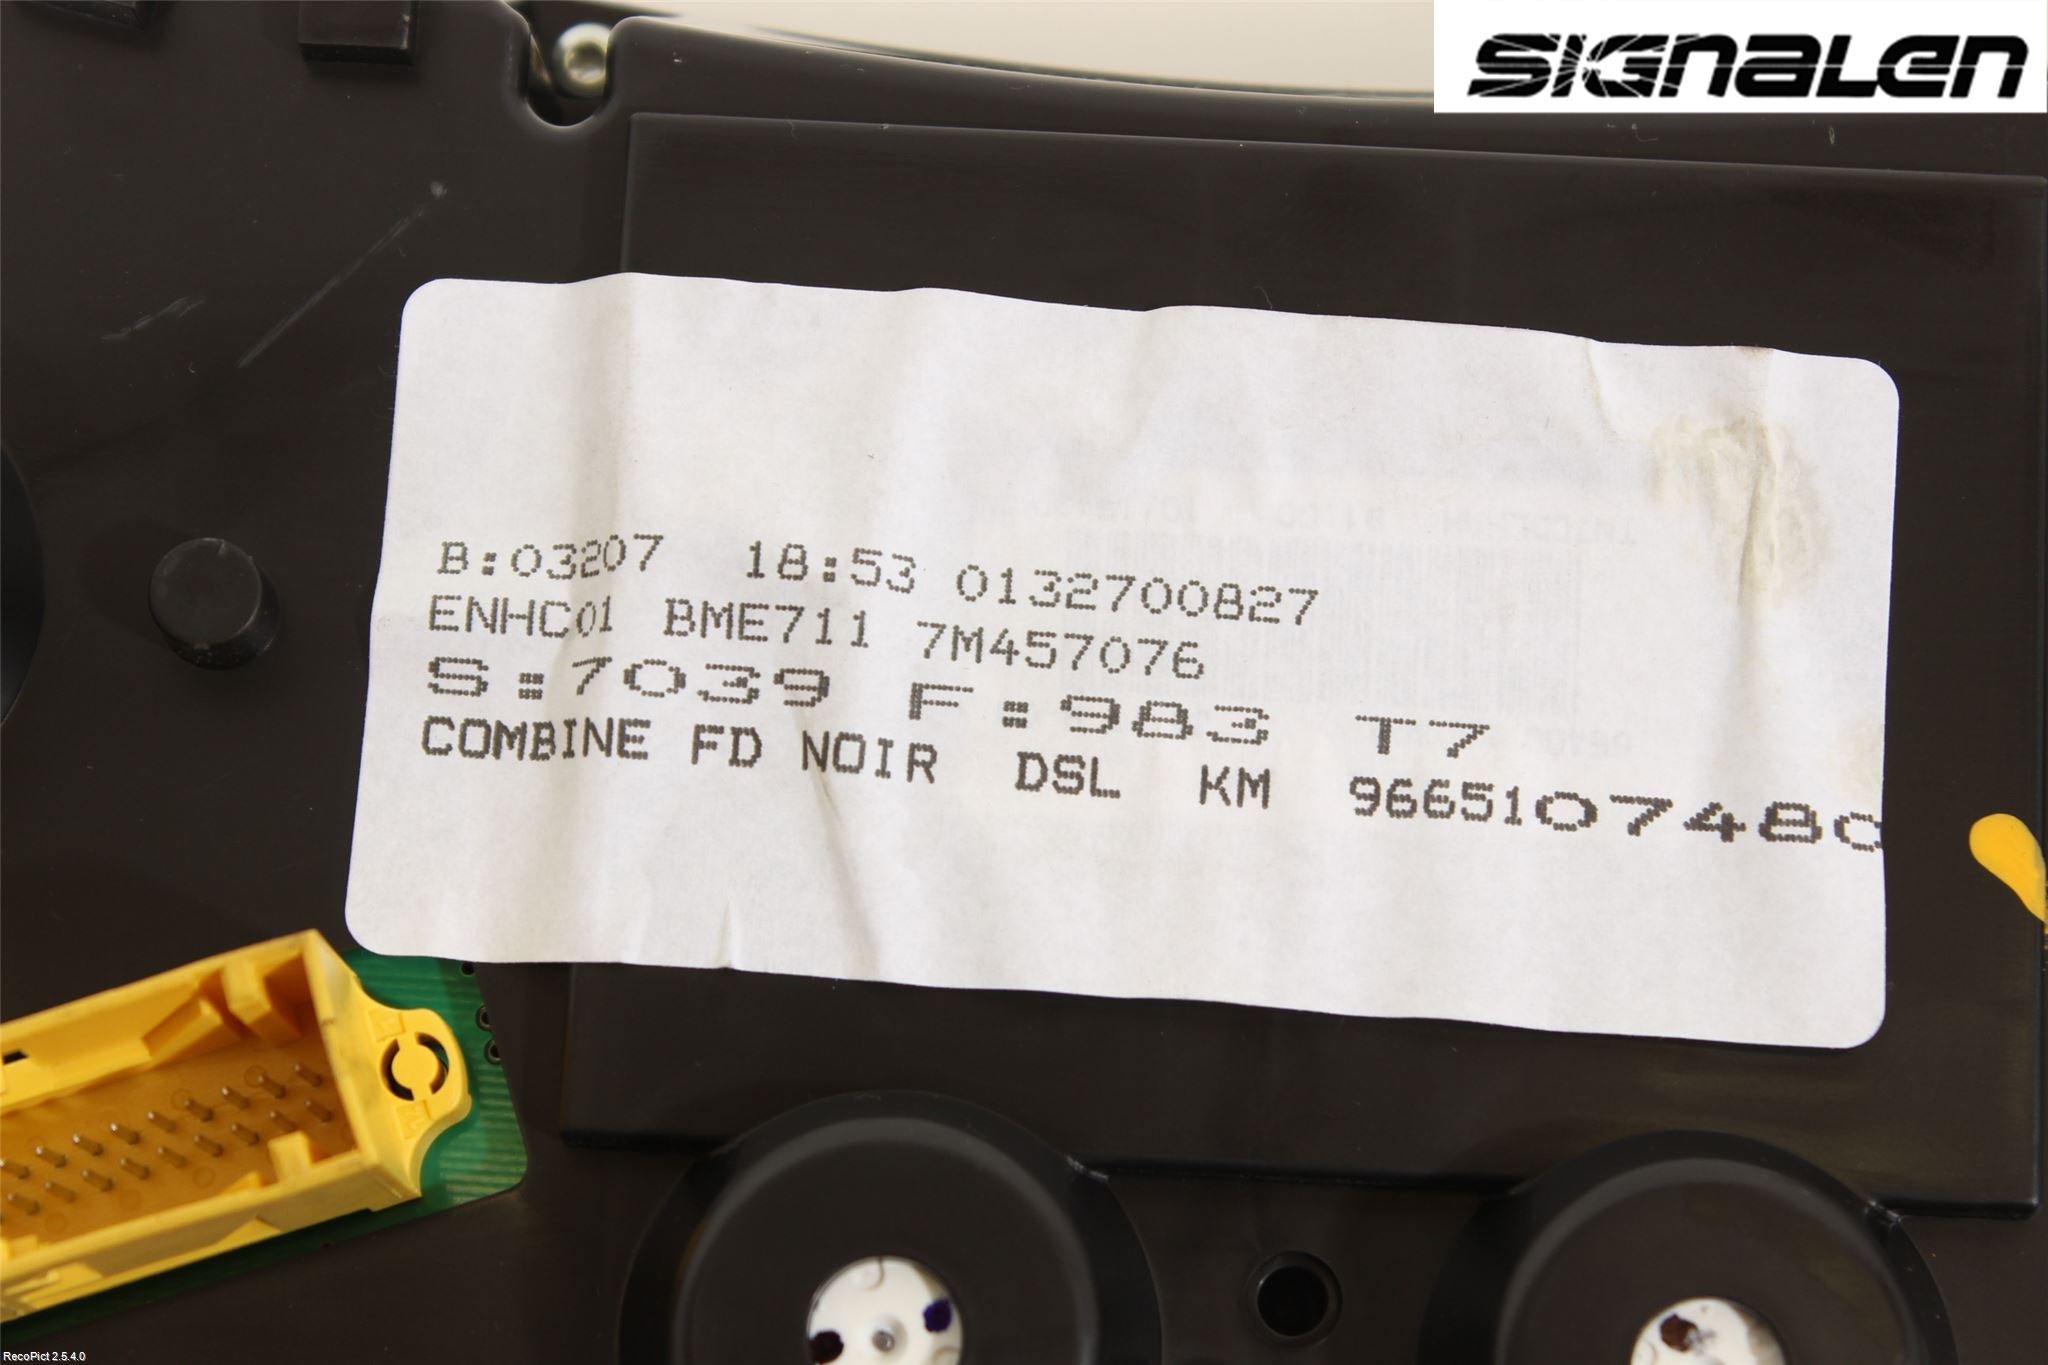 SIGNALEN
B:03207 18:53 0132700827
ENHC01 BME711 7M457076
S:7039 F:983 T7
COMBINE FD NOIR DSL KM 9665107480
RecoPict 2.5.4.0